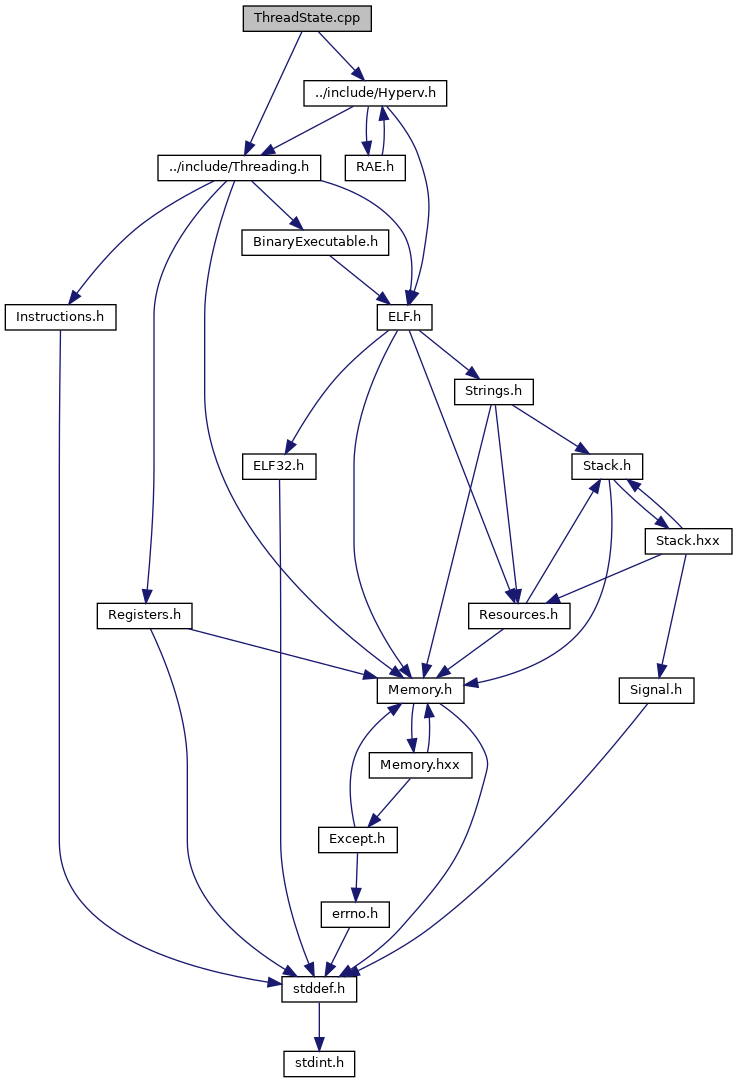 ThreadState.cpp
../include/Hyperv.h
../include/Threading.h
RAE.h
BinaryExecutable.h
Instructions.h
ELF.h
Strings.h
ELF32.h
Stack.h
Stack.hxx
Registers.h
Resources.h
Memory.h
Signal.h
Memory.hxx
Except.h
errno.h
stddef.h
stdint.h